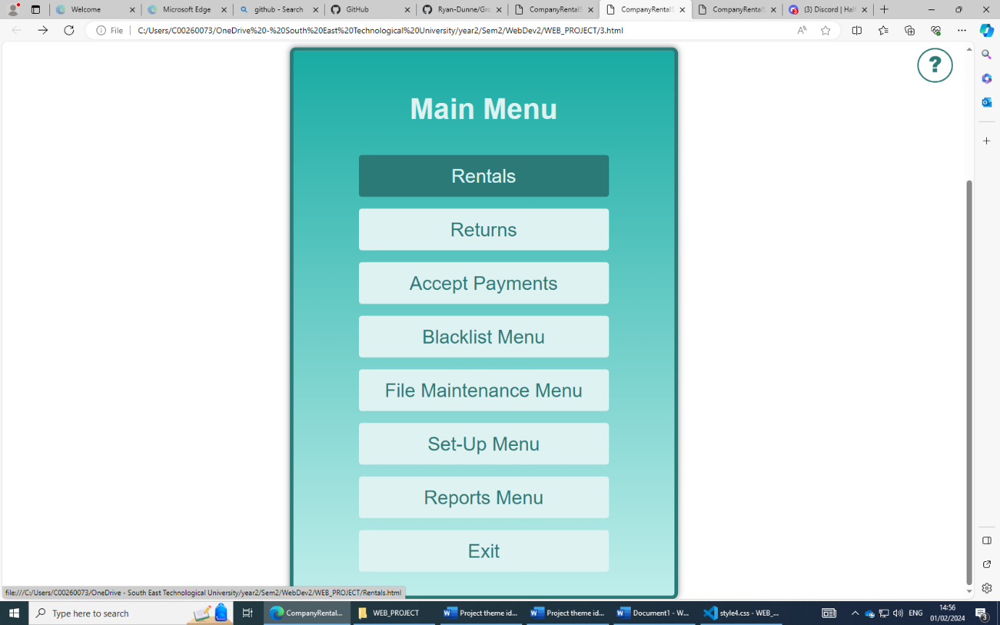 Welcome
Microsoft Edge
github - Search
GitHub
Ryan-Dunne/Gro
CompanyRentalS
CompanyRentalS
CompanyRentalS
(3) Discord | Hal
File
C:/Users/C00260073/OneDrive%20-%20South%20East%20Technological%20University/year2/Sem2/WebDev2/WEB_PROJECT/3.html
?
Main Menu
Rentals
Returns
Accept Payments
Blacklist Menu
File Maintenance Menu
Set-Up Menu
Reports Menu
Exit
file:///C:/Users/C00260073/OneDrive - South East Technological University/year2/Sem2/WebDev2/WEB_PROJECT/Rentals.html
Type here to search
CompanyRental...
WEB_PROJECT
Project theme id...
Project theme id...
Document1 - W...
style4.css - WEB_...
ENG
14:56
01/02/2024
3